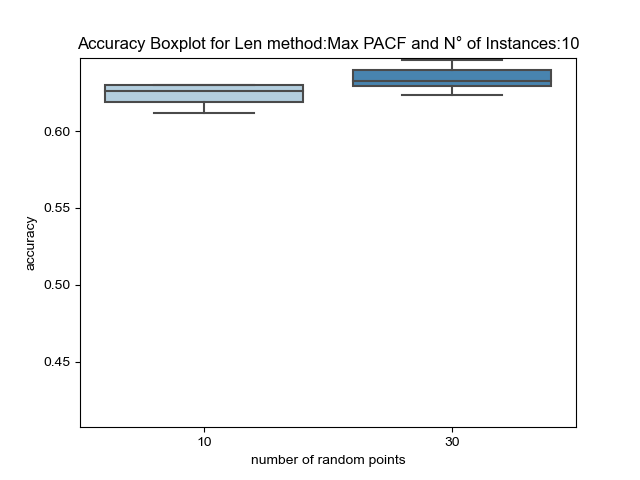 Accuracy Boxplot for Len method:Max PACF and N° of Instances:10
0.60
0.55
0.50
0.45
accuracy
10
30
number of random points